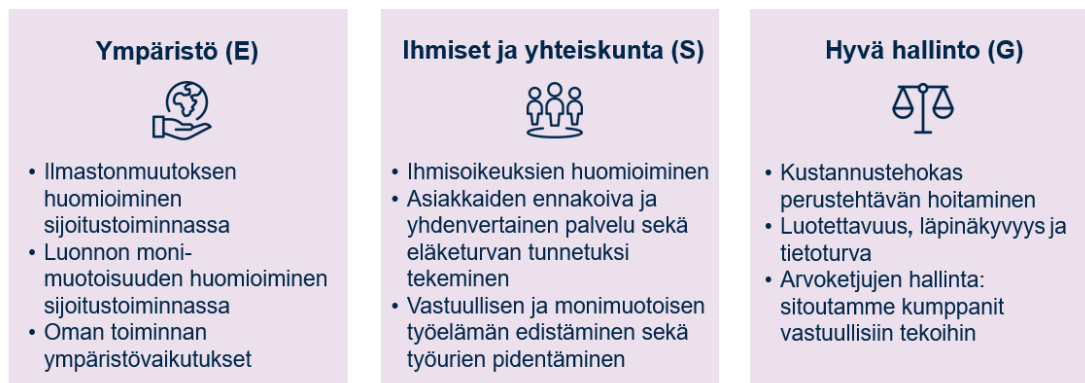 Ympäristö (E)
• Ilmastonmuutoksen
huomioiminen
sijoitustoiminnassa
• Luonnon moni-
muotoisuuden huomioiminen
sijoitustoiminnassa
• Oman toiminnan
ympäristövaikutukset
Ihmiset ja yhteiskunta (S)
• Ihmisoikeuksien huomioiminen
• Asiakkaiden ennakoiva ja
yhdenvertainen palvelu sekä
eläketurvan tunnetuksi
tekeminen
• Vastuullisen ja monimuotoisen
työelämän edistäminen sekä
työurien pidentäminen
Hyvä hallinto (G)
• Kustannustehokas
perustehtävän hoitaminen
• Luotettavuus, läpinäkyvyys ja
tietoturva
• Arvoketjujen hallinta:
sitoutamme kumppanit
vastuullisiin tekoihin